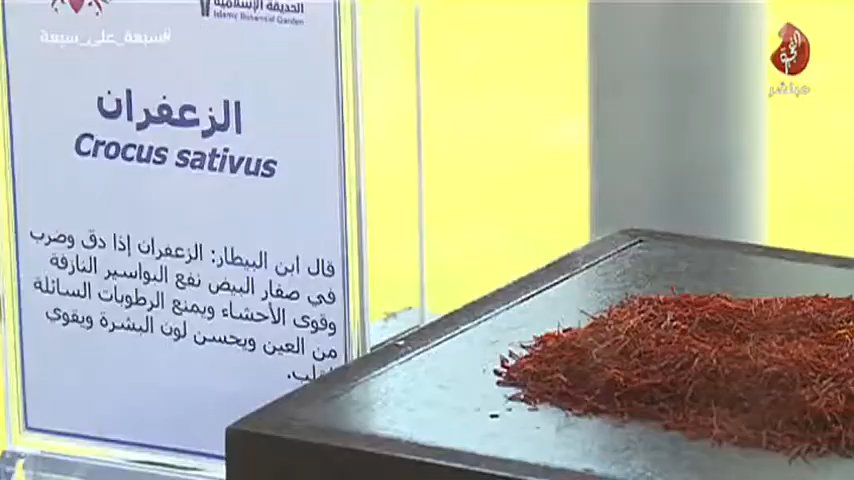 الحديقة الإسلامية
Islamic Botanical Garden
#سبعة_على_سبعة
مباشر
الزعفران
Crocus sativus
قال ابن البيطار: الزعفران إذا دق وضرب
في صفار البيض نفع البواسير النازفة
وقوى الأحشاء ويمنع الرطوبات السائلة
من العين ويحسن لون البشرة ويقوي
القلب.